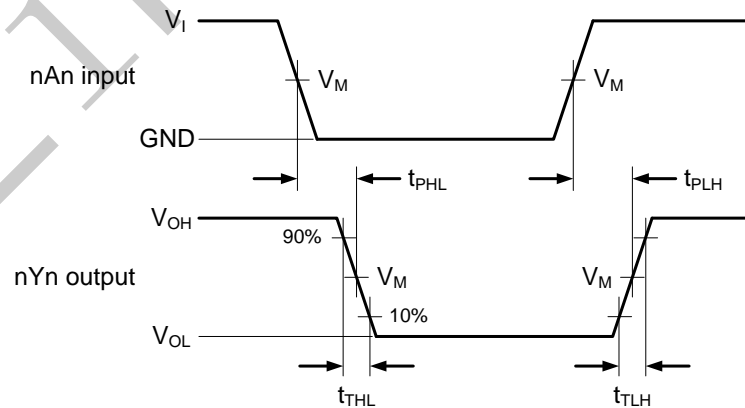 V_I
nAn input
V_M
V_M
GND
t_PHL
t_PLH
V_OH
90%
nYn output
V_M
V_M
10%
V_OL
t_THL
t_TLH